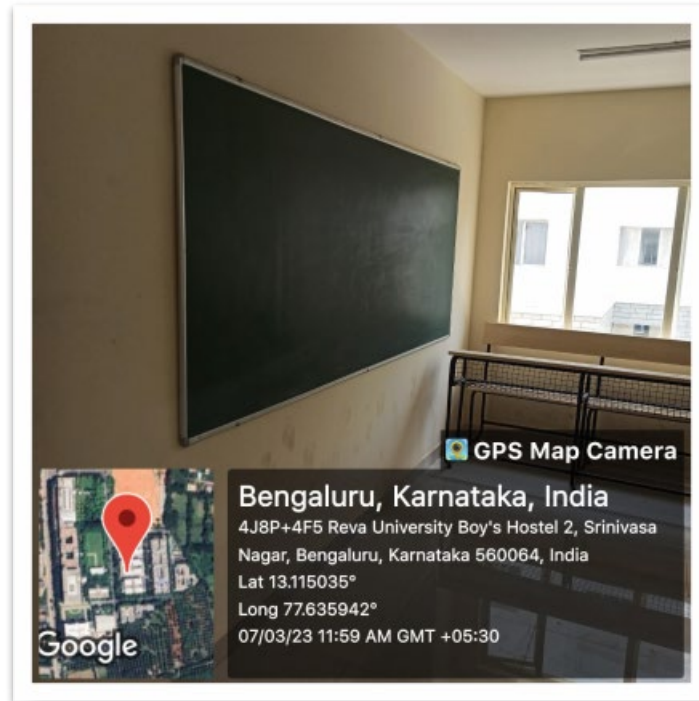 GPS Map Camera
Bengaluru, Karnataka, India
4J8P+4F5 Reva University Boy's Hostel 2, Srinivasa
Nagar, Bengaluru, Karnataka 560064, India
Lat 13.115035°
Long 77.635942°
07/03/23 11:59 AM GMT +05:30
Google